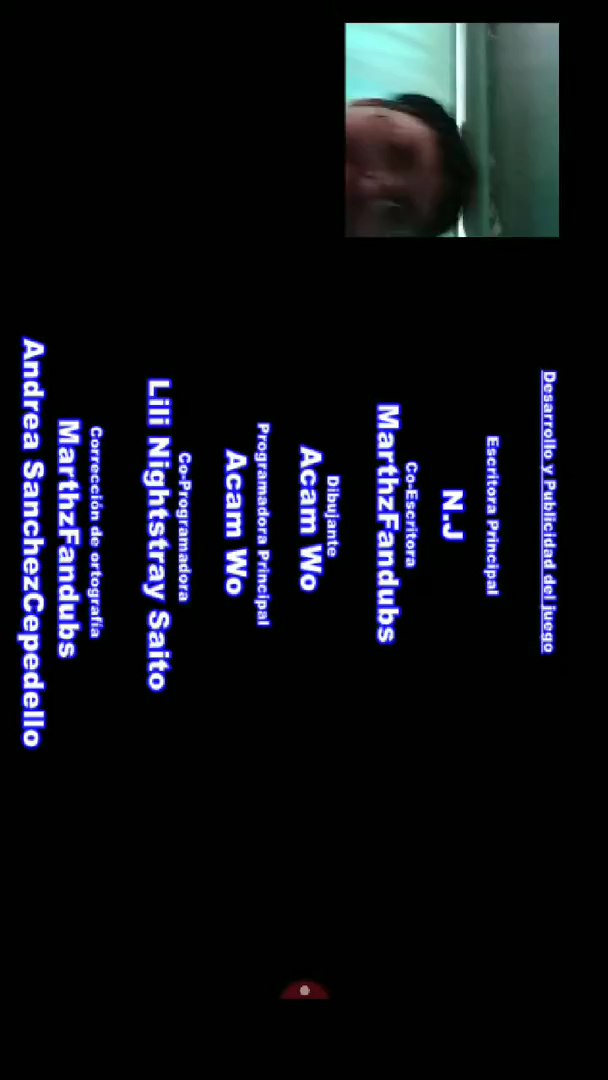 Desarrollo y Publicidad del juego
Escritora Principal
N.J
Co-Escritora
MarthzFandubs
Dibujante
Acam Wo
Programadora Principal
Acam Wo
Co-Programadora
Lili Nightstray Saito
Corrección de ortografía
MarthzFandubs
Andrea SanchezCepedello